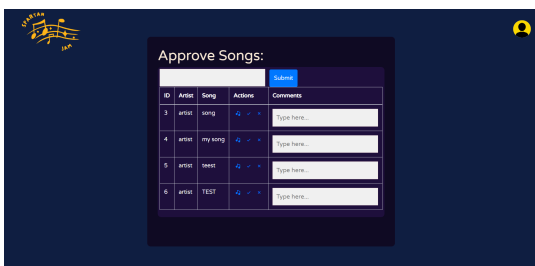 SPARTAN
JAM
Approve Songs:
Submit
ID Artist Song Actions Comments
3 artist song Type here...
4 artist my song Type here...
5 artist teest Type here...
6 artist TEST Type here...